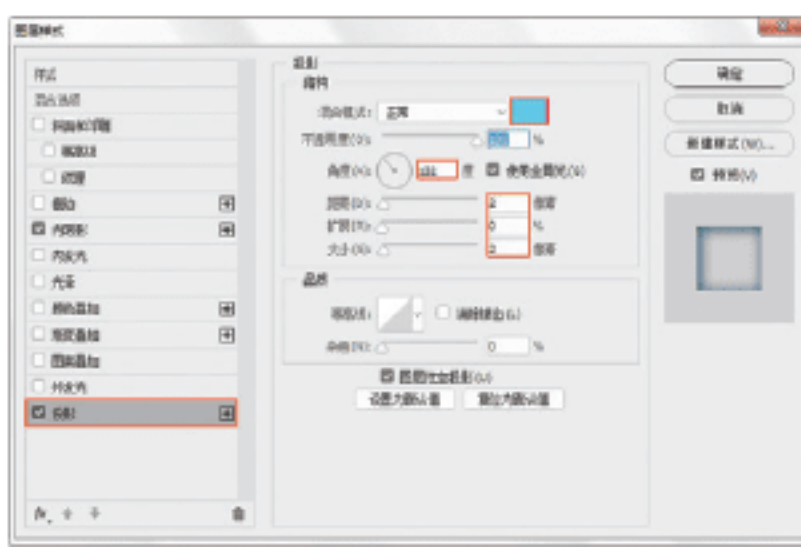 图层样式
样式
混合选项
斜面和浮雕
等高线
纹理
描边
内阴影
内发光
光泽
颜色叠加
渐变叠加
图案叠加
外发光
投影
fx
投影
结构
混合模式： 正常
不透明度(O)： %
角度(A)： 度 使用全局光(G)
距离(D)： 2 像素
扩展(R)： 0 %
大小(S)： 2 像素
品质
等高线： 消除锯齿(L)
杂色(N)： 0 %
图层挖空投影(U)
设置为默认值 复位为默认值
确定
取消
新建样式(W)...
预览(V)